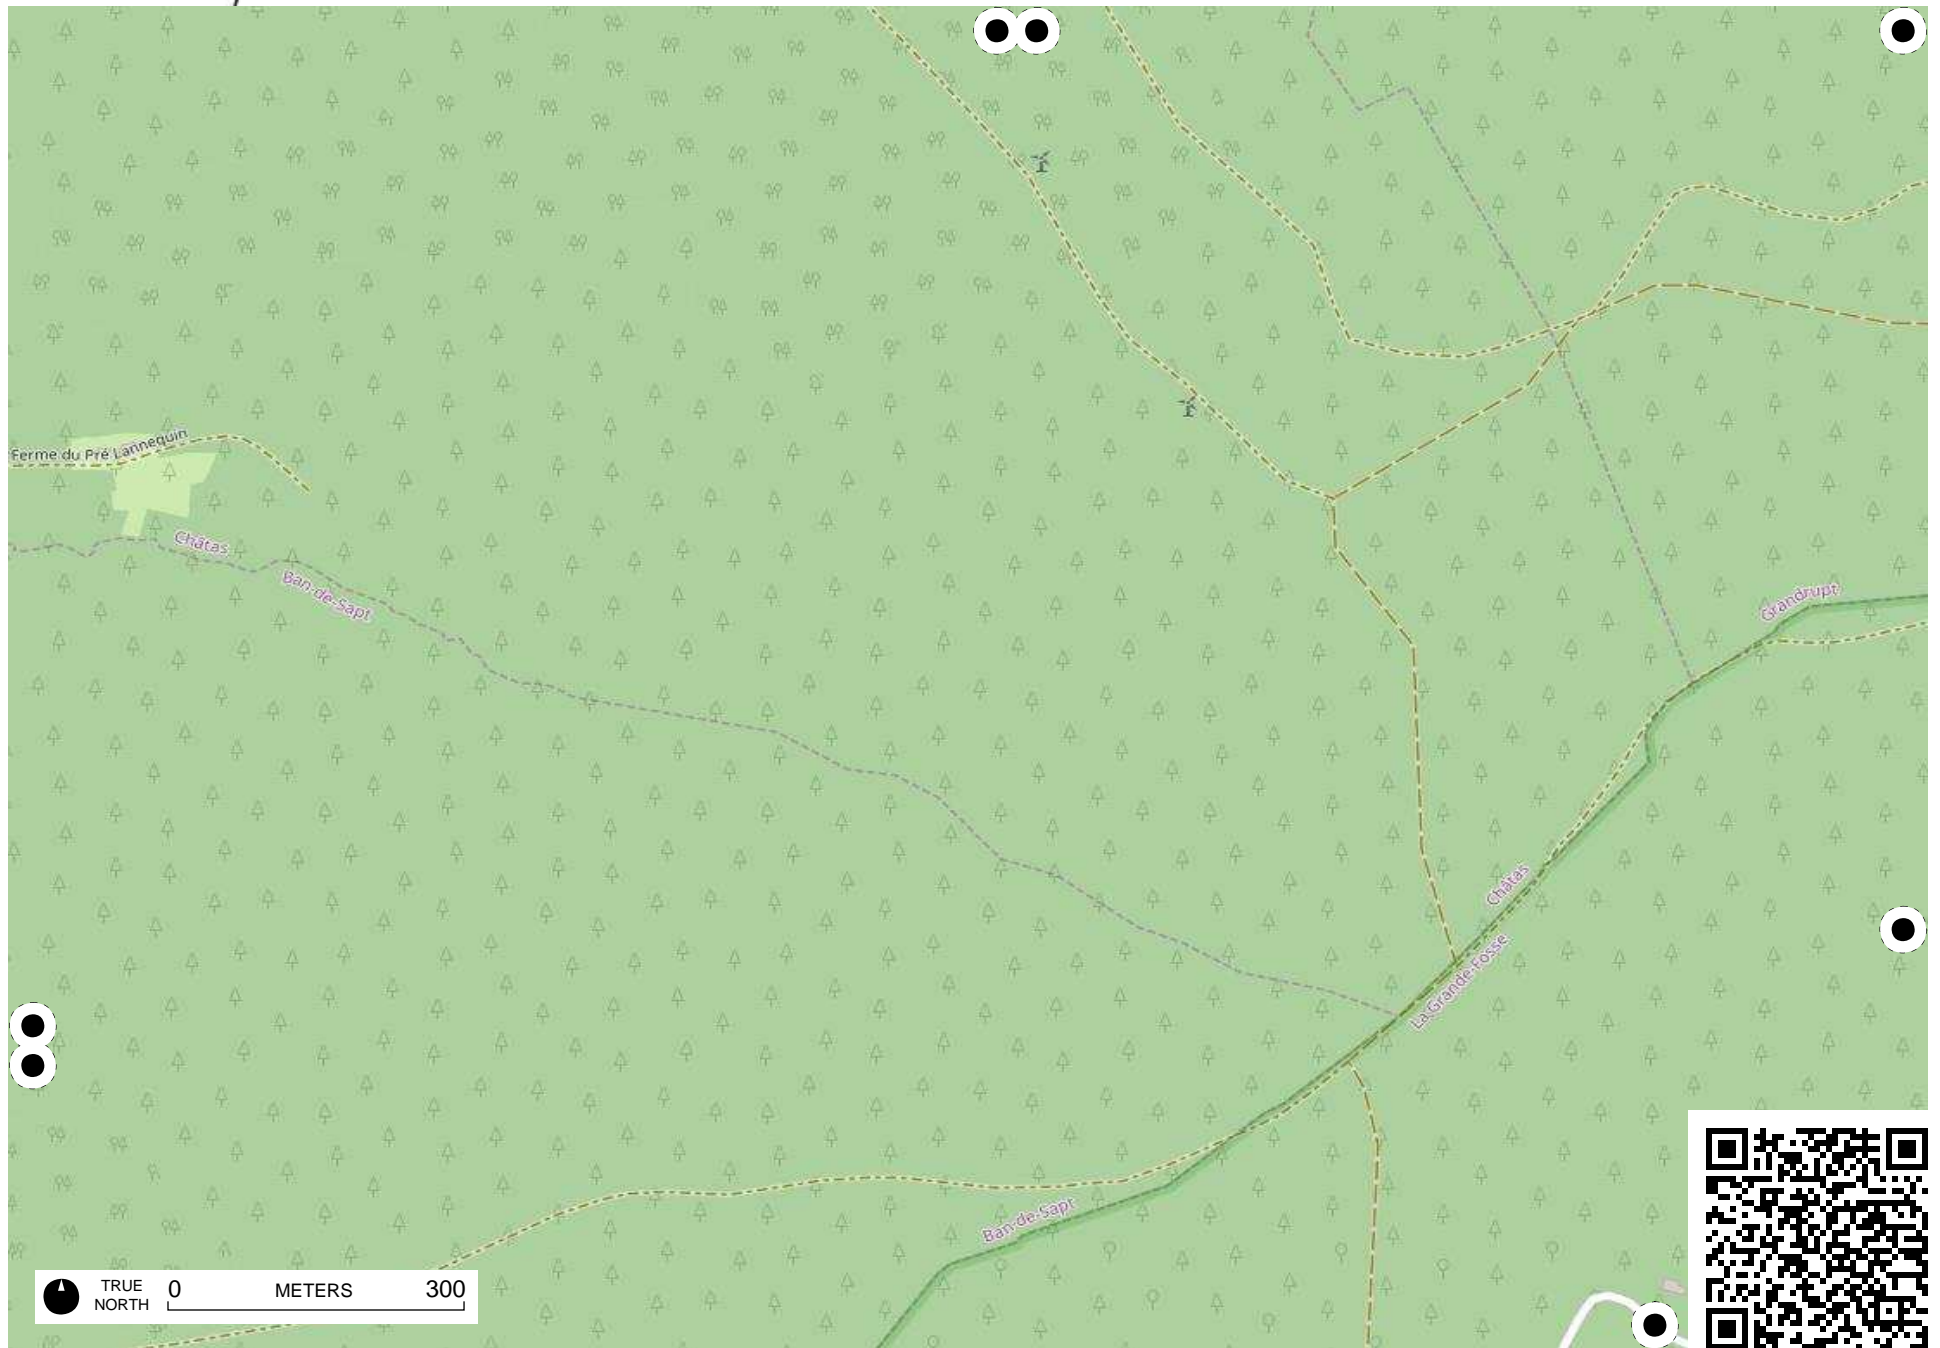 Ferme du Pré Lannequin
Châtas
Ban-de-Sapt
Grandrupt
Châtas
La Grande-Fosse
Ban-de-Sapt
TRUE NORTH
0 METERS 300